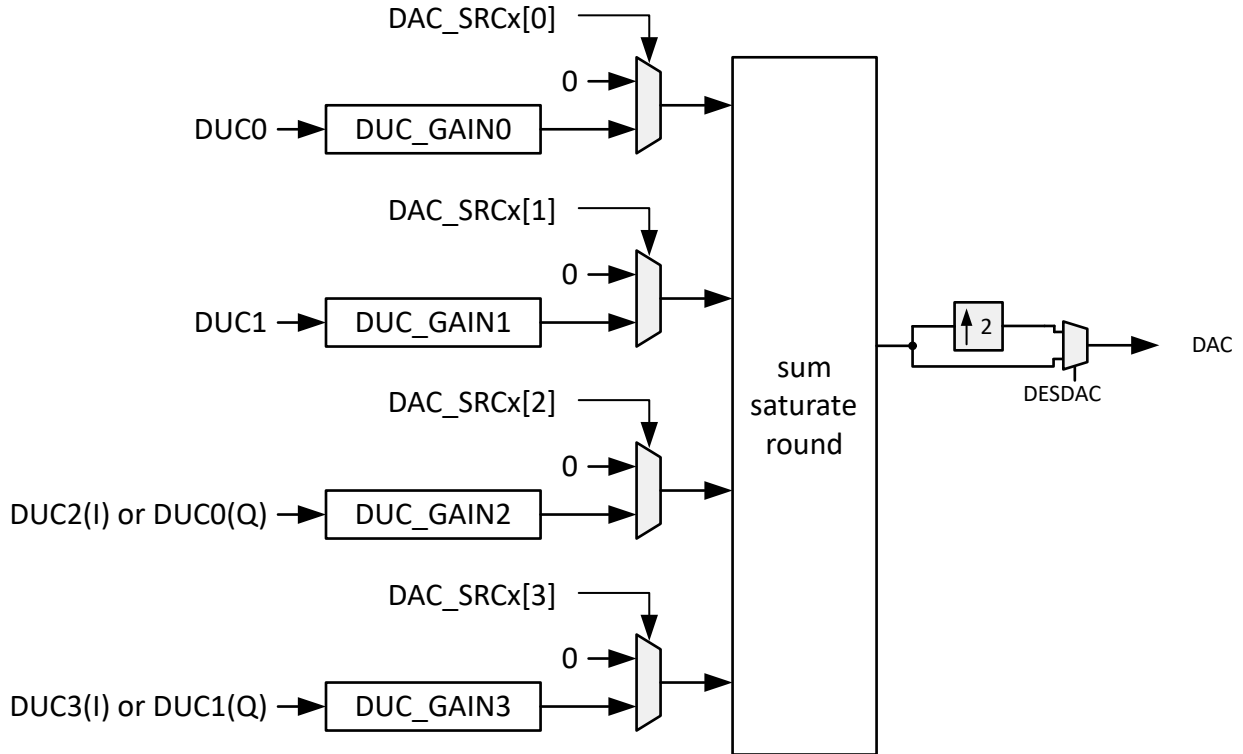 DAC_SRCx[0]
0
DUC0
DUC_GAIN0
DAC_SRCx[1]
0
DUC1
DUC_GAIN1
DAC_SRCx[2]
0
DUC2(I) or DUC0(Q)
DUC_GAIN2
DAC_SRCx[3]
0
DUC3(I) or DUC1(Q)
DUC_GAIN3
sum
saturate
round
2
DESDAC
DAC